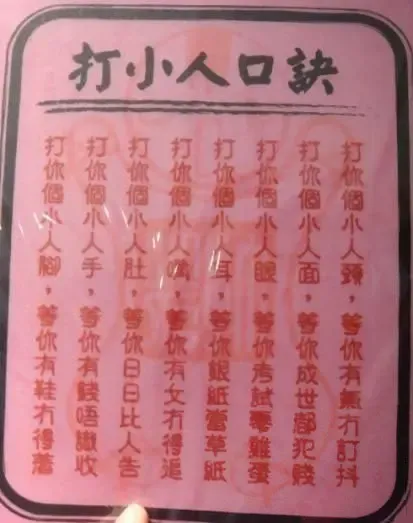 打小人口訣
打你個小人頭，等你有氣冇訂抖
打你個小人面，等你成世都犯賤
打你個小人眼，等你考試零雞蛋
打你個小人耳，等你銀紙當草紙
打你個小人嘴，等你有女冇得追
打你個小人肚，等你日日比人告
打你個小人手，等你有錢唔識收
打你個小人腳，等你有鞋冇得着